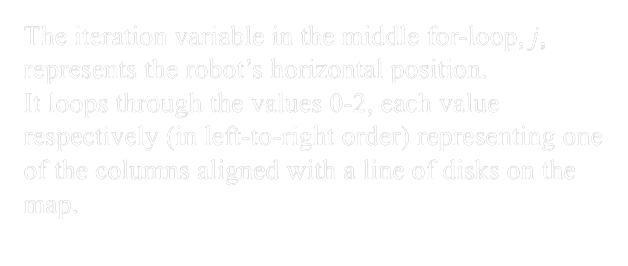 The iteration variable in the middle for-loop, j,
represents the robot’s horizontal position.
It loops through the values 0-2, each value
respectively (in left-to-right order) representing one
of the columns aligned with a line of disks on the
map.